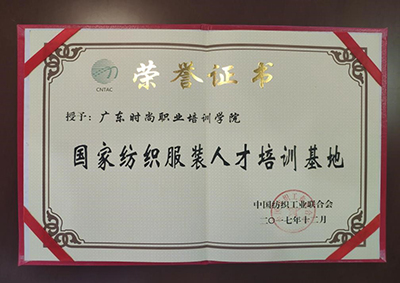 CNTAC
荣誉证书
授予：广东时尚职业培训学院
国家纺织服装人才培训基地
中国纺织工业联合会
二〇一七年十二月